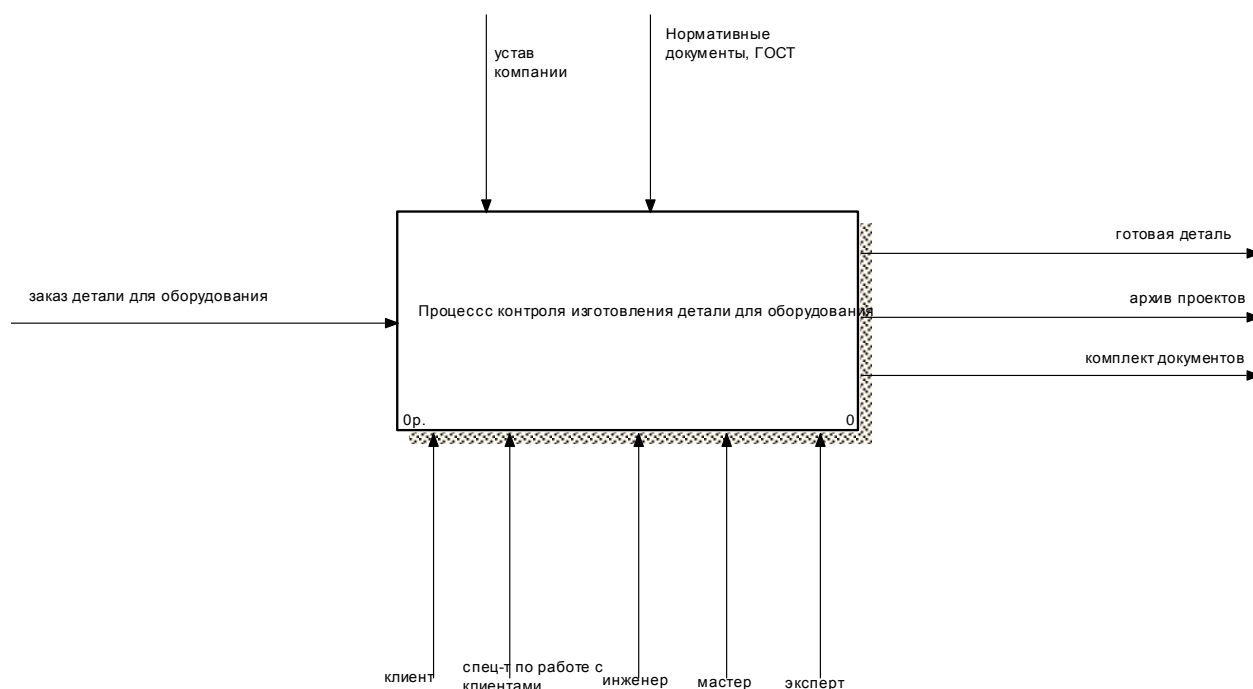 устав
компании
Нормативные
документы, ГОСТ
заказ детали для оборудования
Процессс контроля изготовления детали для оборудования
0р.
0
готовая деталь
архив проектов
комплект документов
клиент
спец-т по работе с
клиентами
инженер
мастер
эксперт